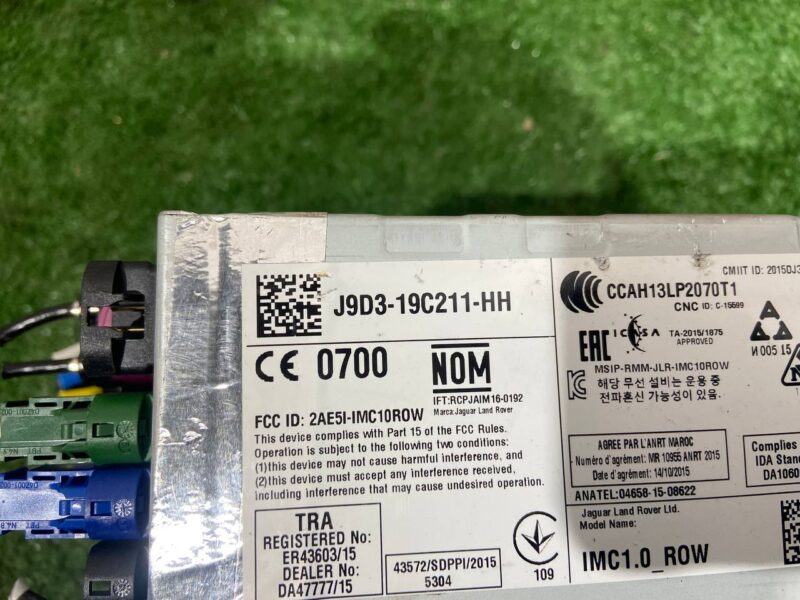 J9D3-19C211-HH
CE 0700
NOM
IFT:RCPJAIM16-0192
Marca:Jaguar Land Rover
FCC ID: 2AE5I-IMC10ROW
This device complies with Part 15 of the FCC Rules.
Operation is subject to the following two conditions:
(1)this device may not cause harmful interference, and
(2)this device must accept any interference received,
including interference that may cause undesired operation.
TRA
REGISTERED No:
ER43603/15
DEALER No:
DA47777/15
43572/SDPPI/2015
5304
109
CMIIT ID: 2015DJ3
CCAH13LP2070T1
CNC ID: C-15699
EAC
ICASA
TA-2015/1875
APPROVED
И 005 15
MSIP-RMM-JLR-IMC10ROW
해당 무선 설비는 운용 중
전파혼신 가능성이 있음
AGREE PAR L'ANRT MAROC
Numéro d'agrément: MR 10956 ANRT 2015
Date d'agrément: 14/10/2015
Complies
IDA Stand
DA1060
ANATEL:04658-15-08622
Jaguar Land Rover Ltd.
Model Name:
IMC1.0_ROW